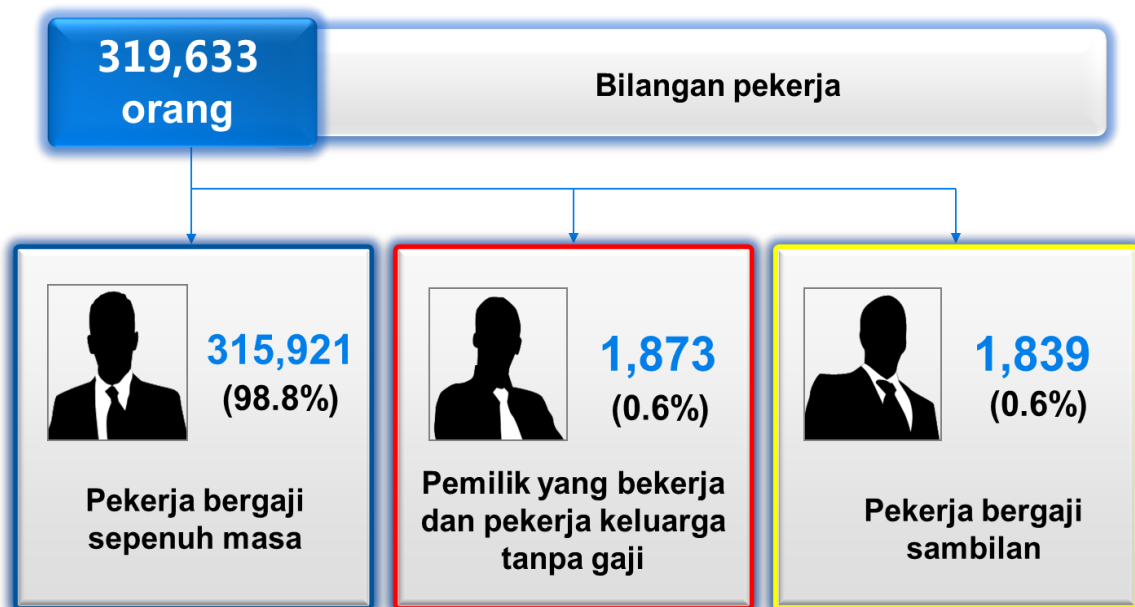 319,633
orang
Bilangan pekerja
315,921
(98.8%)
Pekerja bergaji
sepenuh masa
1,873
(0.6%)
Pemilik yang bekerja
dan pekerja keluarga
tanpa gaji
1,839
(0.6%)
Pekerja bergaji
sambilan